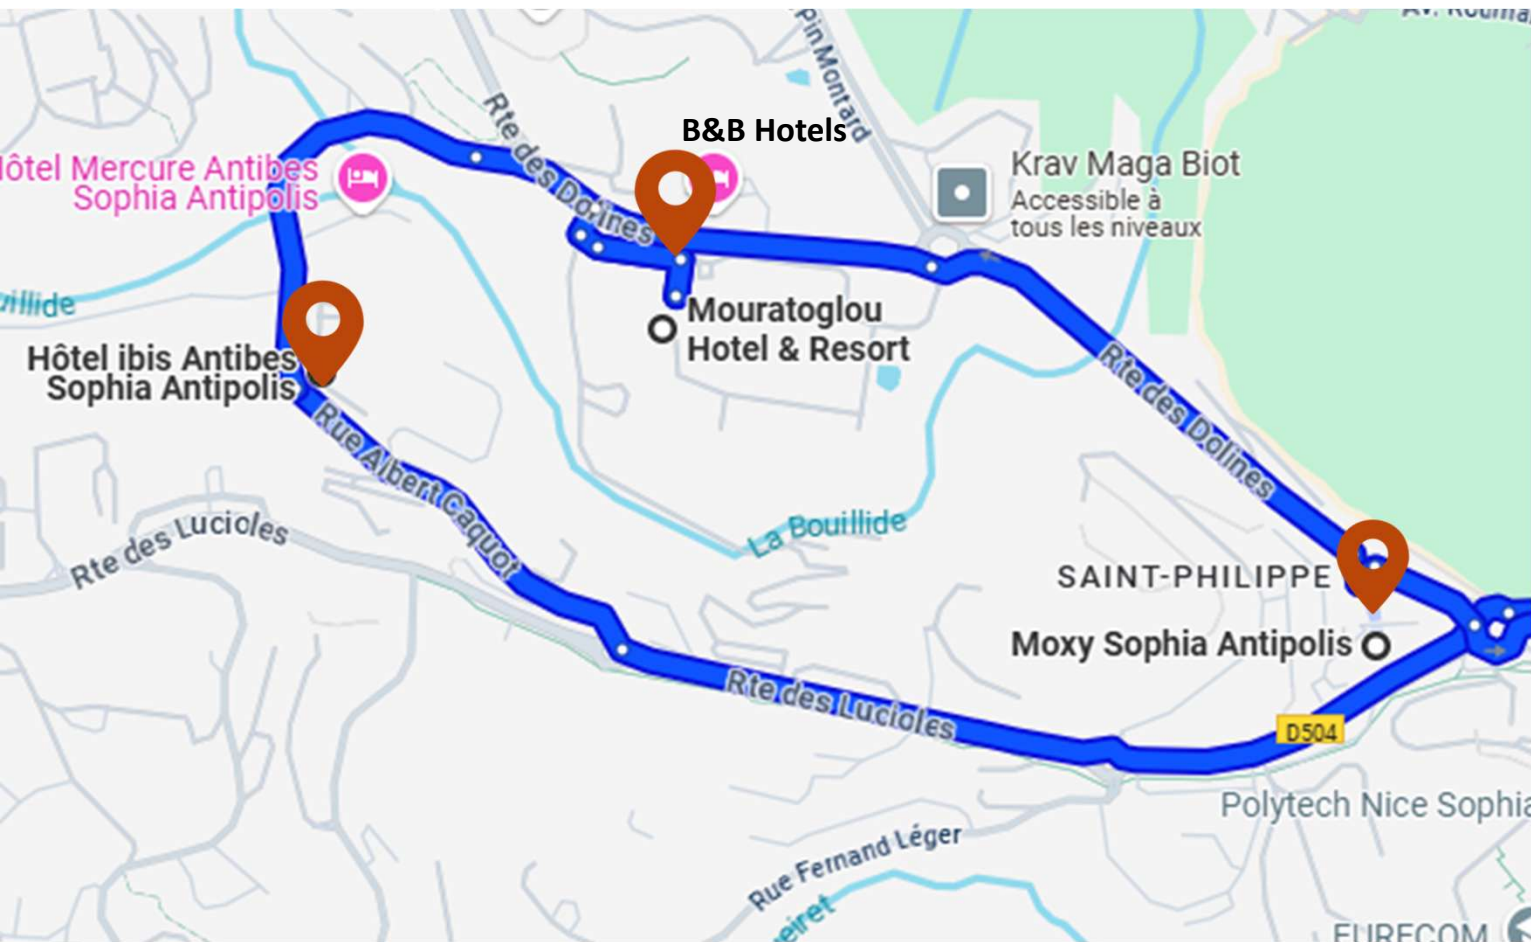 Rte des Dolines
B&B Hotels
Hôtel Mercure Antibes
Sophia Antipolis
Krav Maga Biot
Accessible à
tous les niveaux
Rte des Dolines
Mouratoglou
Hotel & Resort
Hôtel ibis Antibes
Sophia Antipolis
Rue Albert Caquot
La Bouillide
Rte des Lucioles
SAINT-PHILIPPE
Moxy Sophia Antipolis
Rte des Lucioles
D504
Polytech Nice Sophia
Rue Fernand Léger
EURECOM